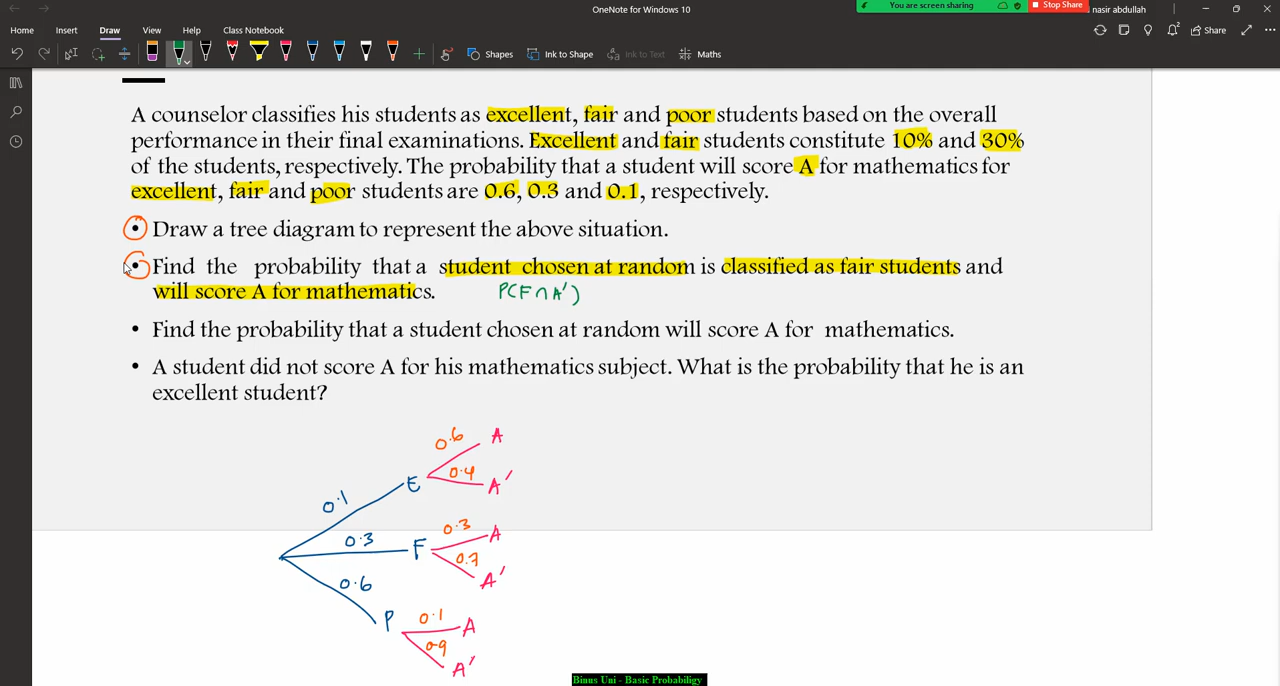 OneNote for Windows 10
You are screen sharing
Stop Share
nasir abdullah
Home Insert Draw View Help Class Notebook
Share
Shapes Ink to Shape Ink to Text Maths
A counselor classifies his students as excellent, fair and poor students based on the overall
performance in their final examinations. Excellent and fair students constitute 10% and 30%
of the students, respectively. The probability that a student will score A for mathematics for
excellent, fair and poor students are 0.6, 0.3 and 0.1, respectively.
• Draw a tree diagram to represent the above situation.
• Find the probability that a student chosen at random is classified as fair students and
will score A for mathematics.
P(F∩A')
• Find the probability that a student chosen at random will score A for mathematics.
• A student did not score A for his mathematics subject. What is the probability that he is an
excellent student?
0.6 A
0.1 E 0.4 A'
0.3 A
0.3 F 0.7
A'
0.6
P 0.1 A
0.9
A'
Binus Uni - Basic Probabiligy